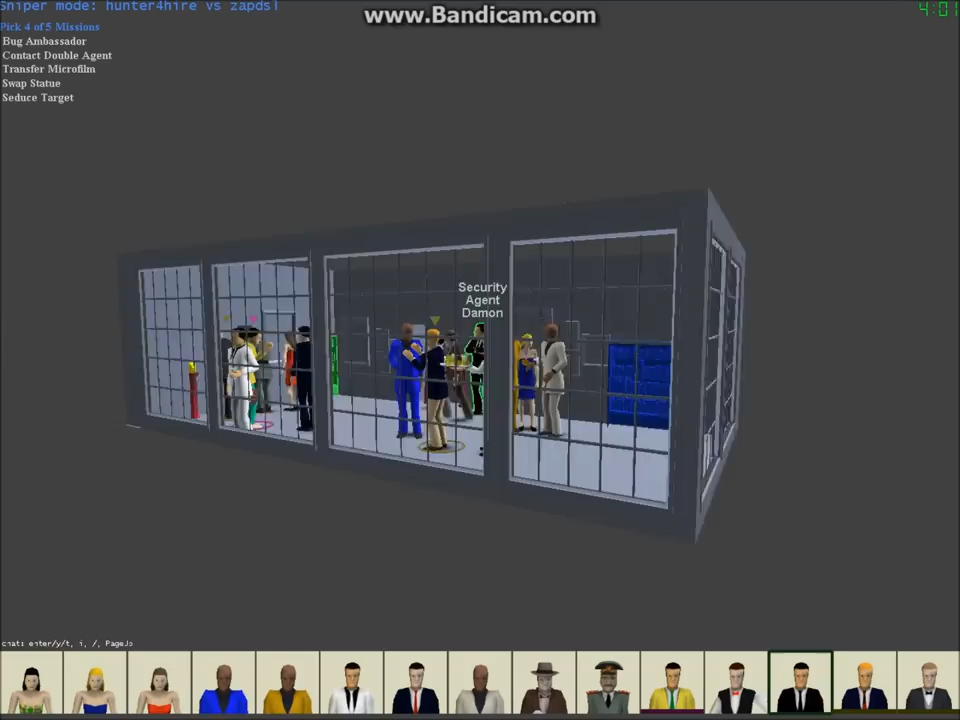 Sniper mode: hunter4hire vs zapdsl
www.Bandicam.com
4:01
Pick 4 of 5 Missions
Bug Ambassador
Contact Double Agent
Transfer Microfilm
Swap Statue
Seduce Target
Security
Agent
Damon
chat: enter/y/t, i, /, PageUp